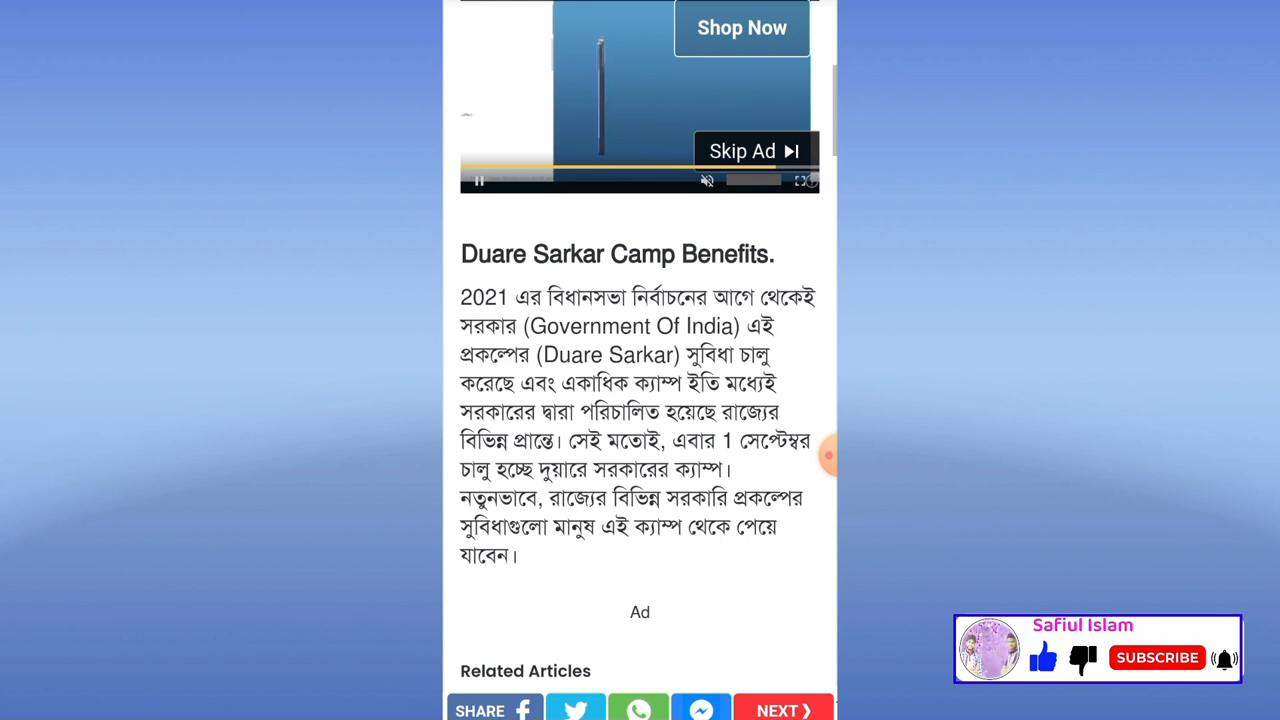 Shop Now
Skip Ad
Duare Sarkar Camp Benefits.
2021 এর বিধানসভা নির্বাচনের আগে থেকেই
সরকার (Government Of India) এই
প্রকল্পের (Duare Sarkar) সুবিধা চালু
করেছে এবং একাধিক ক্যাম্প ইতি মধ্যেই
সরকারের দ্বারা পরিচালিত হয়েছে রাজ্যের
বিভিন্ন প্রান্তে। সেই মতোই, এবার 1 সেপ্টেম্বর
চালু হচ্ছে দুয়ারে সরকারের ক্যাম্প।
নতুনভাবে, রাজ্যের বিভিন্ন সরকারি প্রকল্পের
সুবিধাগুলো মানুষ এই ক্যাম্প থেকে পেয়ে
যাবেন।
Ad
Related Articles
SHARE
NEXT ❯
Safiul Islam
SUBSCRIBE